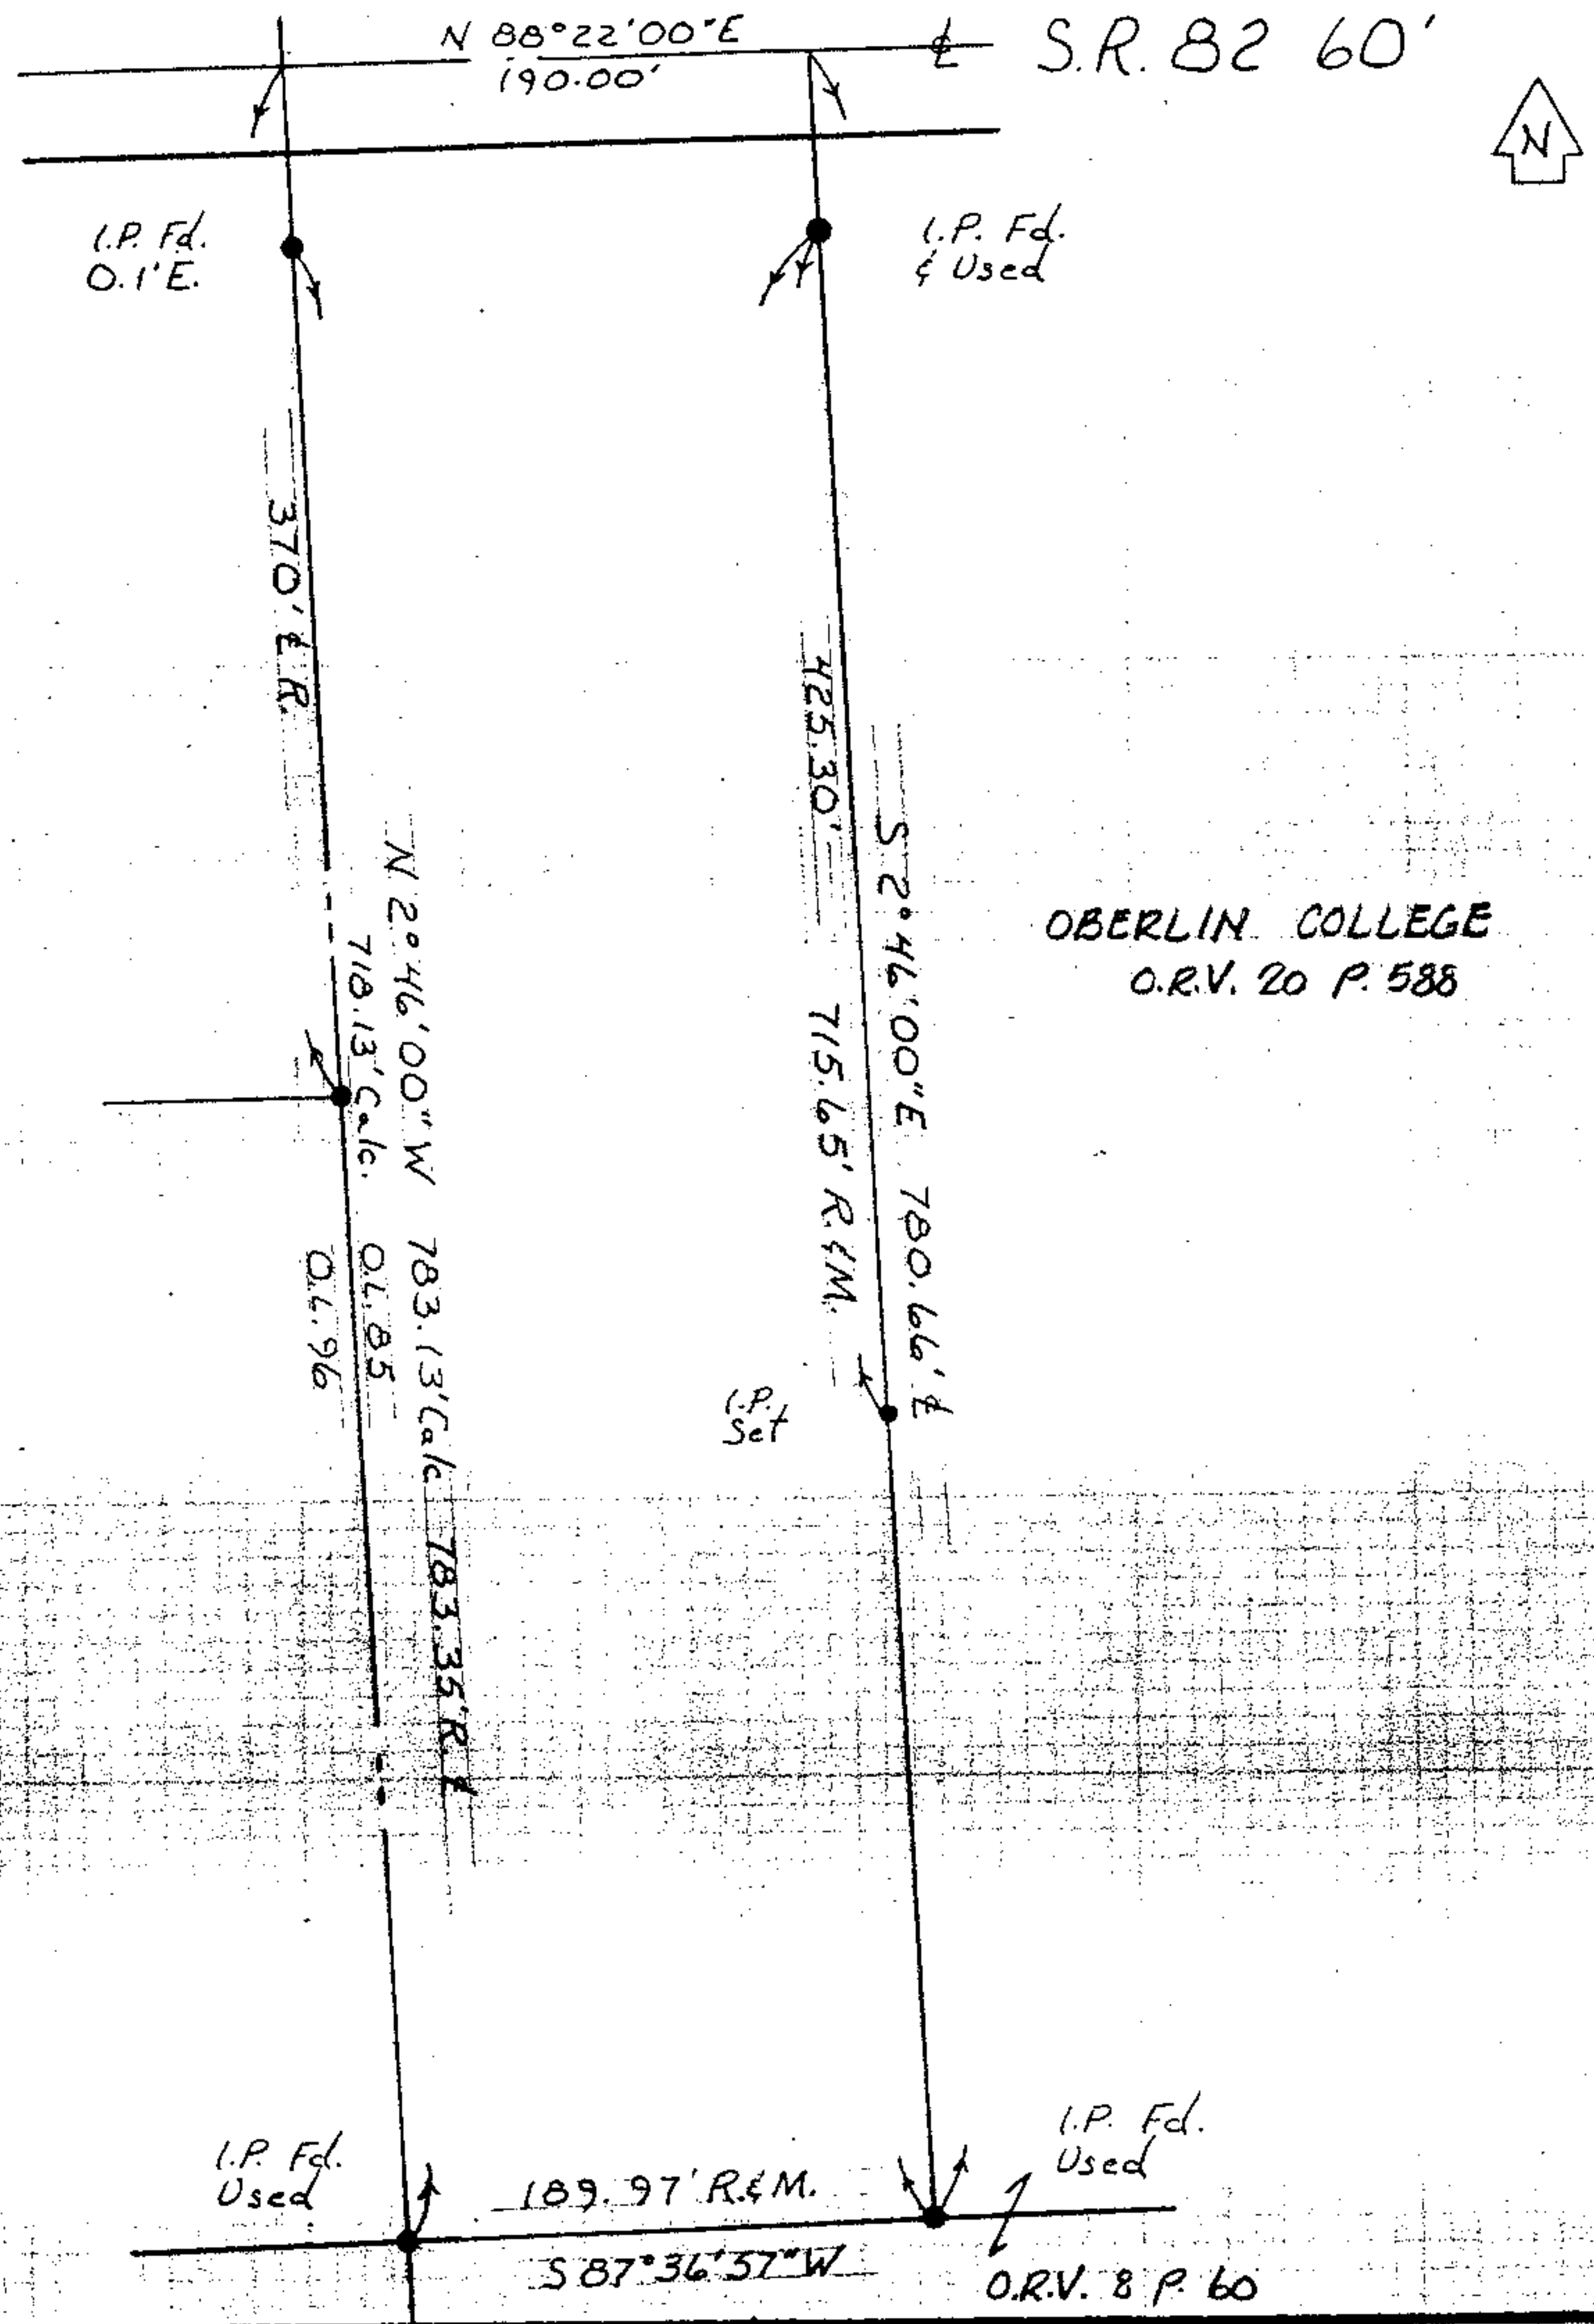 N 88°22'00"E
190.00'
℄ S.R. 82 60'
N
I.P. Fd.
0.1'E.
I.P. Fd.
& Used
370' ℄ R.
425.30'
715.65' R.&M.
S 2°46'00"E 780.66' ℄
N 2°46'00"W 783.13' Calc 783.35' R. ℄
718.13' Calc.
O.L. 85
O.L. 96
OBERLIN COLLEGE
O.R.V. 20 P. 588
I.P.
Set
I.P. Fd.
Used
I.P. Fd.
Used
189.97' R.&M.
S 87°36'57"W
O.R.V. 8 P. 60